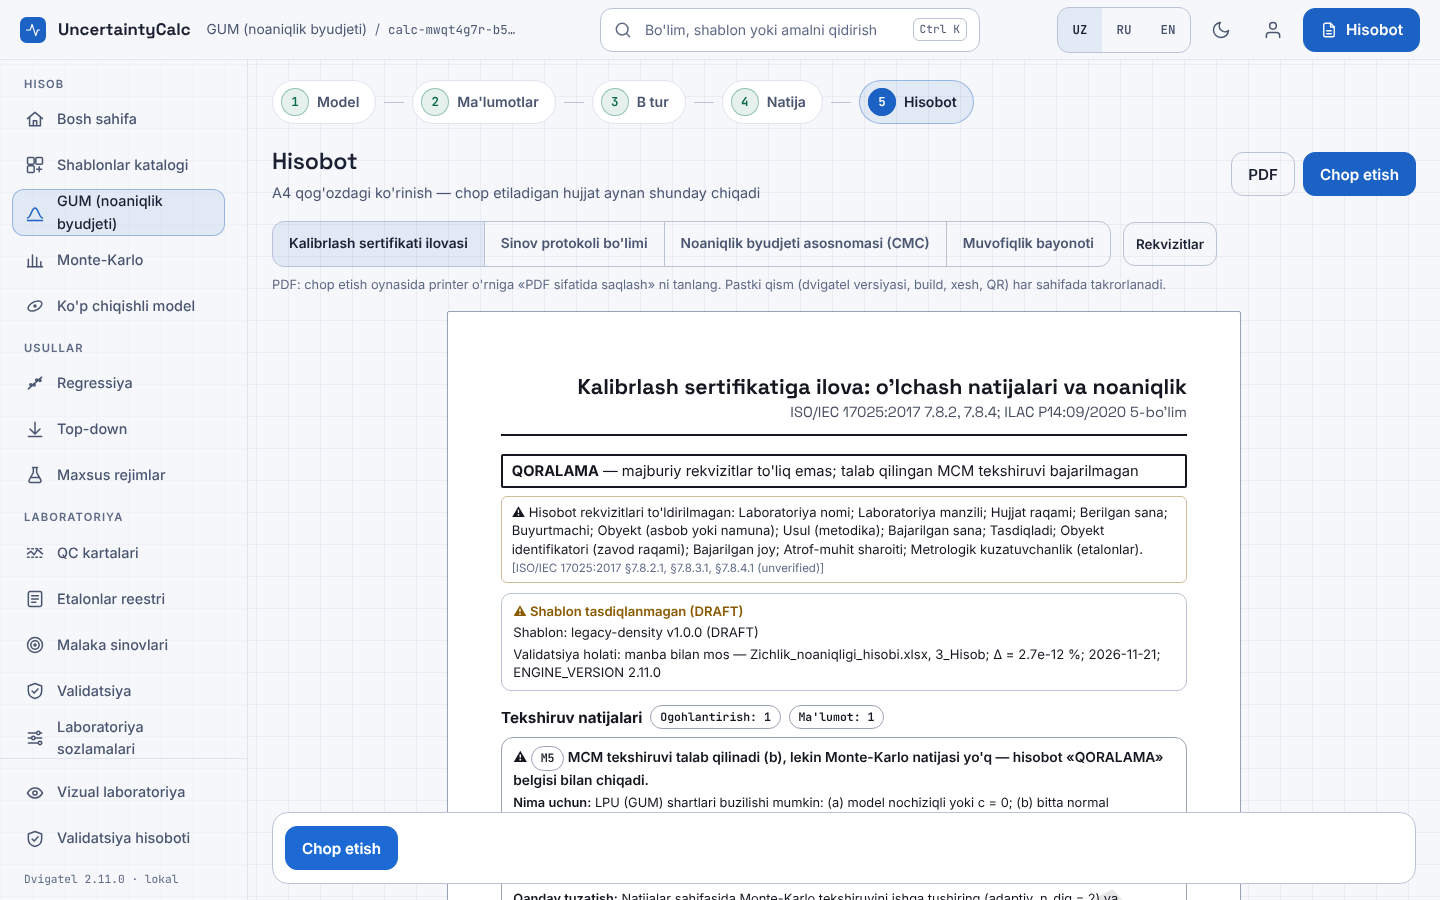 UncertaintyCalc
GUM (noaniqlik byudjeti) / calc-mwqt4g7r-b5…
Bo'lim, shablon yoki amalni qidirish
Ctrl K
UZ RU EN
Hisobot
HISOB
Bosh sahifa
Shablonlar katalogi
GUM (noaniqlik
byudjeti)
Monte-Karlo
Ko'p chiqishli model
USULLAR
Regressiya
Top-down
Maxsus rejimlar
LABORATORIYA
QC kartalari
Etalonlar reestri
Malaka sinovlari
Validatsiya
Laboratoriya
sozlamalari
Vizual laboratoriya
Validatsiya hisoboti
Dvigatel 2.11.0 · lokal
1 Model
2 Ma'lumotlar
3 B tur
4 Natija
5 Hisobot
Hisobot
A4 qog'ozdagi ko'rinish — chop etiladigan hujjat aynan shunday chiqadi
PDF
Chop etish
Kalibrlash sertifikati ilovasi
Sinov protokoli bo'limi
Noaniqlik byudjeti asosnomasi (CMC)
Muvofiqlik bayonoti
Rekvizitlar
PDF: chop etish oynasida printer o'rniga «PDF sifatida saqlash» ni tanlang. Pastki qism (dvigatel versiyasi, build, xesh, QR) har sahifada takrorlanadi.
Kalibrlash sertifikatiga ilova: o’lchash natijalari va noaniqlik
ISO/IEC 17025:2017 7.8.2, 7.8.4; ILAC P14:09/2020 5-bo’lim
QORALAMA — majburiy rekvizitlar to'liq emas; talab qilingan MCM tekshiruvi bajarilmagan
⚠ Hisobot rekvizitlari to'ldirilmagan: Laboratoriya nomi; Laboratoriya manzili; Hujjat raqami; Berilgan sana;
Buyurtmachi; Obyekt (asbob yoki namuna); Usul (metodika); Bajarilgan sana; Tasdiqladi; Obyekt
identifikatori (zavod raqami); Bajarilgan joy; Atrof-muhit sharoiti; Metrologik kuzatuvchanlik (etalonlar).
[ISO/IEC 17025:2017 §7.8.2.1, §7.8.3.1, §7.8.4.1 (unverified)]
⚠ Shablon tasdiqlanmagan (DRAFT)
Shablon: legacy-density v1.0.0 (DRAFT)
Validatsiya holati: manba bilan mos — Zichlik_noaniqligi_hisobi.xlsx, 3_Hisob; Δ = 2.7e-12 %; 2026-11-21;
ENGINE_VERSION 2.11.0
Tekshiruv natijalari
Ogohlantirish: 1
Ma'lumot: 1
⚠ M5 MCM tekshiruvi talab qilinadi (b), lekin Monte-Karlo natijasi yo'q — hisobot «QORALAMA»
belgisi bilan chiqadi.
Nima uchun: LPU (GUM) shartlari buzilishi mumkin: (a) model nochiziqli yoki c = 0; (b) bitta normal
Chop etish
Qanday tuzatish: Natijalar sahifasida Monte-Karlo tekshiruvini ishga tushiring (adaptiv, n_dig = 2) va